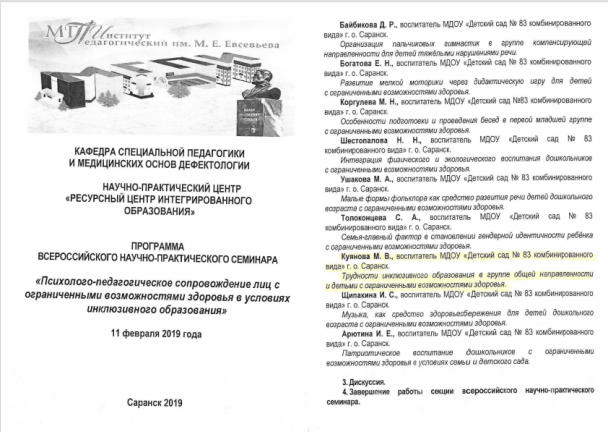 МГПИнститут
едагогический им. М. Е. Евсевьева
КАФЕДРА СПЕЦИАЛЬНОЙ ПЕДАГОГИКИ
И МЕДИЦИНСКИХ ОСНОВ ДЕФЕКТОЛОГИИ
НАУЧНО-ПРАКТИЧЕСКИЙ ЦЕНТР
«РЕСУРСНЫЙ ЦЕНТР ИНТЕГРИРОВАННОГО
ОБРАЗОВАНИЯ»
ПРОГРАММА
ВСЕРОССИЙСКОГО НАУЧНО-ПРАКТИЧЕСКОГО СЕМИНАРА
«Психолого-педагогическое сопровождение лиц с
ограниченными возможностями здоровья в условиях
инклюзивного образования»
11 февраля 2019 года
Саранск 2019
Байбикова Д. Р., воспитатель МДОУ «Детский сад № 83 комбинированного
вида» г. о. Саранск.
Организация пальчиковых гимнастик в группе компенсирующей
направленности для детей тяжёлыми нарушениями речи.
Богатова Е. Н., воспитатель МДОУ «Детский сад № 83 комбинированного
вида» г. о. Саранск.
Развитие мелкой моторики через дидактическую игру для детей
с ограниченными возможностями здоровья.
Коргулева М. Н., воспитатель МДОУ «Детский сад №83 комбинированного
вида» г. о. Саранск.
Особенности подготовки и проведения бесед в первой младшей группе
с ограниченными возможностями здоровья.
Шестопалова Н. Н., воспитатель МДОУ «Детский сад № 83
комбинированного вида» г. о. Саранск.
Интеграция физического и экологического воспитания дошкольников
с ограниченными возможностями здоровья.
Ушакова М. А., воспитатель МДОУ «Детский сад № 83 комбинированного
вида» г. о. Саранск.
Малые формы фольклора как средство развития речи детей дошкольного
возраста с ограниченными возможностями здоровья.
Толоконцева С. А., воспитатель МДОУ «Детский сад № 83
комбинированного вида» г. о. Саранск.
Семья-главный фактор в становлении гендерной идентичности ребёнка
с ограниченными возможностями здоровья.
Куянова М. В., воспитатель МДОУ «Детский сад № 83 комбинированного
вида» г. о. Саранск.
Трудности инклюзивного образования в группе общей направленности
и детьми с ограниченными возможностями здоровья.
Щипакина И. С., воспитатель МДОУ «Детский сад № 83 комбинированного
вида» г. о. Саранск.
Музыка, как средство здоровьесбережения для детей дошкольного
возраста с ограниченными возможностями здоровья.
Арютина И. Е., воспитатель МДОУ «Детский сад № 83 комбинированного
вида» г. о. Саранск.
Патриотическое воспитание дошкольников с ограниченными
возможностями здоровья в условиях семьи и детского сада.
3. Дискуссия.
4. Завершение работы секции всероссийского научно-практического
семинара.